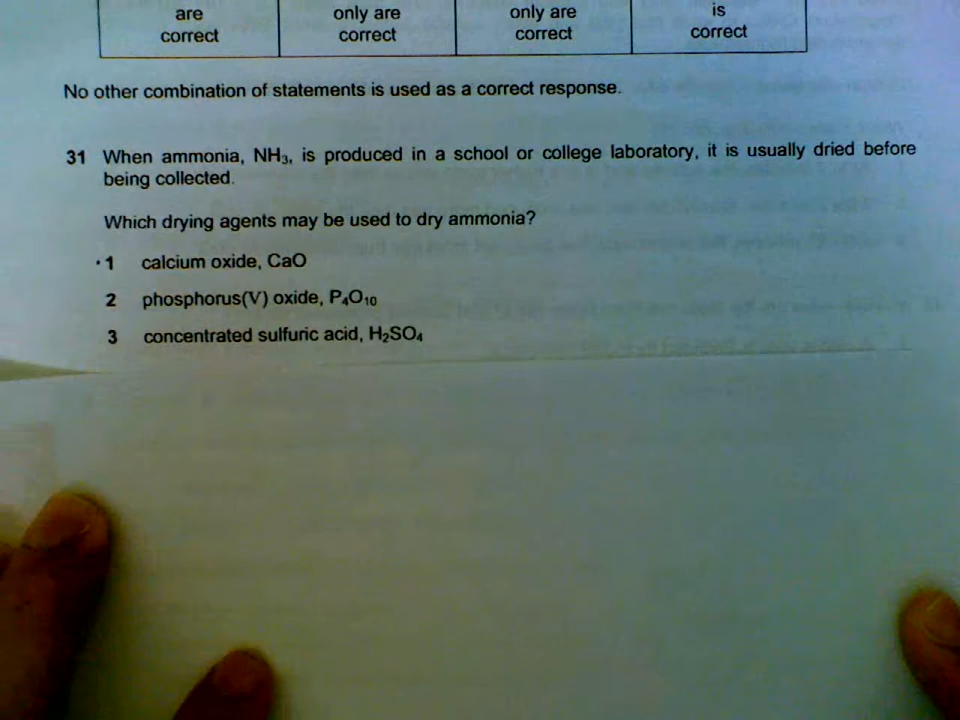 are only are only are is
correct correct correct correct
No other combination of statements is used as a correct response.
31 When ammonia, NH₃, is produced in a school or college laboratory, it is usually dried before
being collected.
Which drying agents may be used to dry ammonia?
1 calcium oxide, CaO
2 phosphorus(V) oxide, P₄O₁₀
3 concentrated sulfuric acid, H₂SO₄